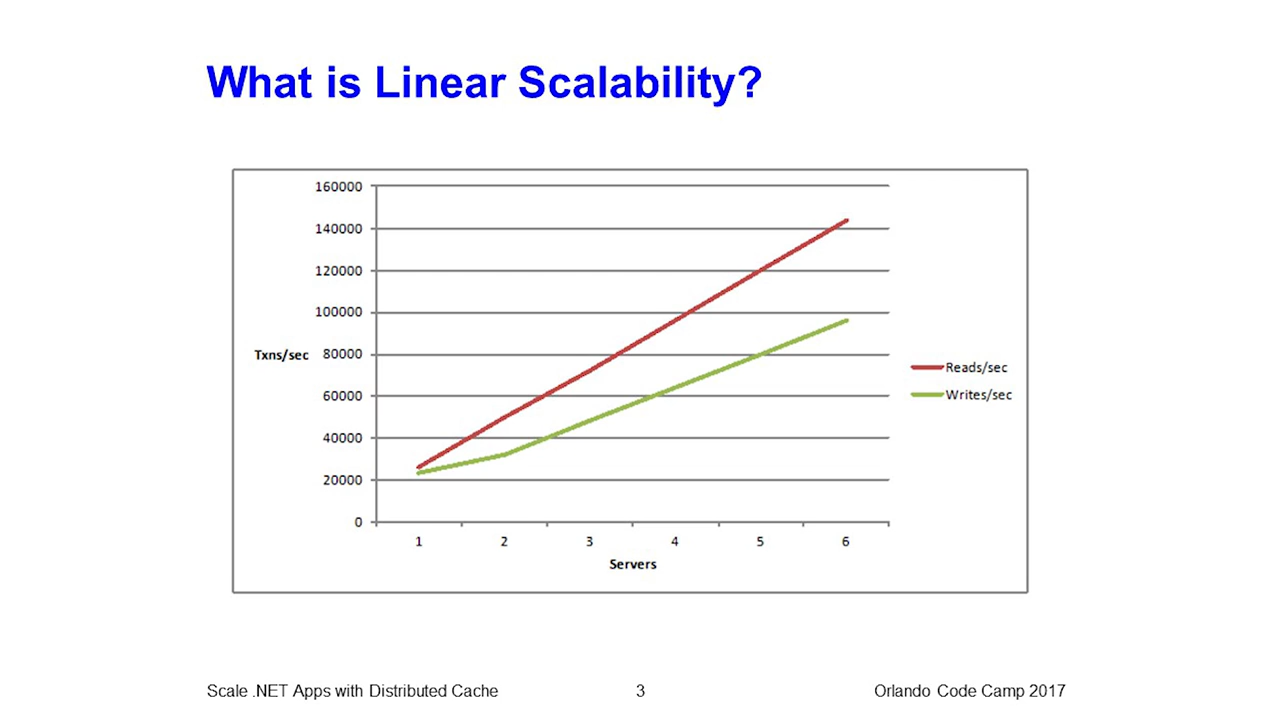 What is Linear Scalability?
160000
140000
120000
100000
Txns/sec 80000
60000
40000
20000
0
Reads/sec
Writes/sec
1 2 3 4 5 6
Servers
Scale .NET Apps with Distributed Cache 3 Orlando Code Camp 2017